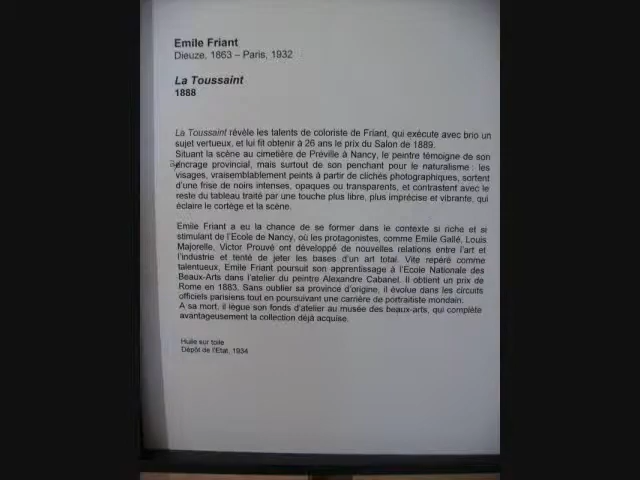 Emile Friant
Dieuze, 1863 – Paris, 1932
La Toussaint
1888
La Toussaint révèle les talents de coloriste de Friant, qui exécute avec brio un
sujet vertueux, et lui fit obtenir à 26 ans le prix du Salon de 1889.
Situant la scène au cimetière de Préville à Nancy, le peintre témoigne de son
encrage provincial, mais surtout de son penchant pour le naturalisme : les
visages, vraisemblablement peints à partir de clichés photographiques, sortent
d'une frise de noirs intenses, opaques ou transparents, et contrastent avec le
reste du tableau traité par une touche plus libre, plus imprécise et vibrante, qui
éclaire le cortège et la scène.
Emile Friant a eu la chance de se former dans le contexte si riche et si
stimulant de l'Ecole de Nancy, où les protagonistes, comme Emile Gallé, Louis
Majorelle, Victor Prouvé ont développé de nouvelles relations entre l'art et
l'industrie et tenté de jeter les bases d'un art total. Vite repéré comme
talentueux, Emile Friant poursuit son apprentissage à l'Ecole Nationale des
Beaux-Arts dans l'atelier du peintre Alexandre Cabanel. Il obtient un prix de
Rome en 1883. Sans oublier sa province d'origine, il évolue dans les circuits
officiels parisiens tout en poursuivant une carrière de portraitiste mondain.
A sa mort, il lègue son fonds d'atelier au musée des beaux-arts, qui complète
avantageusement la collection déjà acquise.
Huile sur toile
Dépôt de l'Etat, 1934